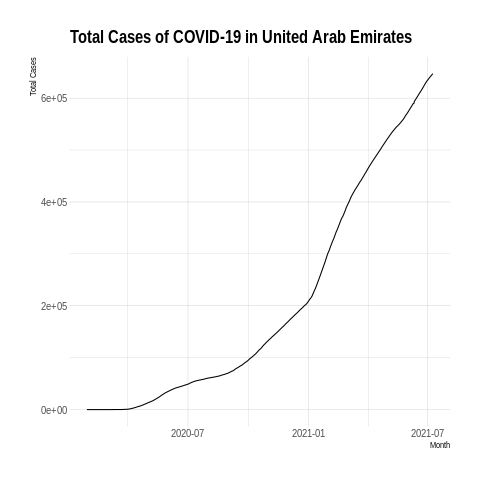 Total Cases of COVID-19 in United Arab Emirates
Total Cases
6e+05
4e+05
2e+05
0e+00
2020-07
2021-01
2021-07
Month